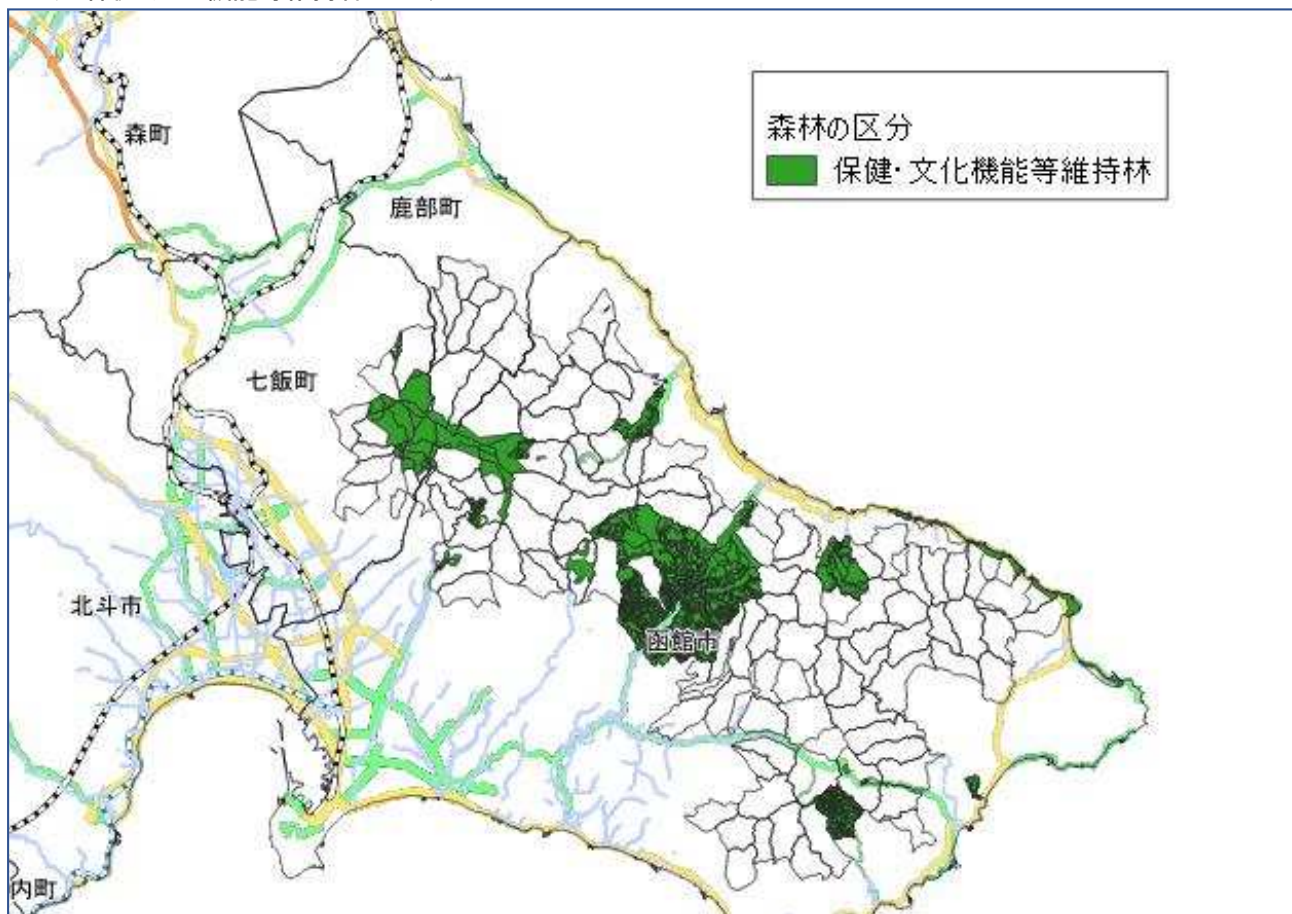 森町
森林の区分
保健・文化機能等維持林
鹿部町
七飯町
北斗市
函館市
内町